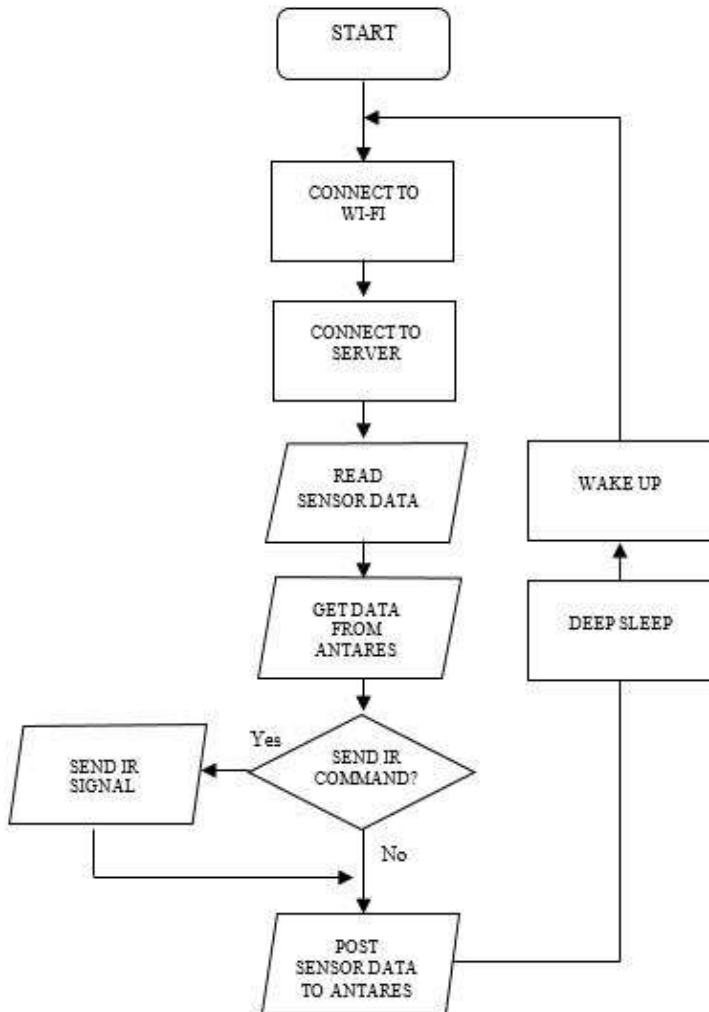 START
CONNECT TO
WI-FI
CONNECT TO
SERVER
READ
SENSOR DATA
GET DATA
FROM
ANTARES
SEND IR
COMMAND?
Yes
SEND IR
SIGNAL
No
POST
SENSOR DATA
TO ANTARES
DEEP SLEEP
WAKE UP